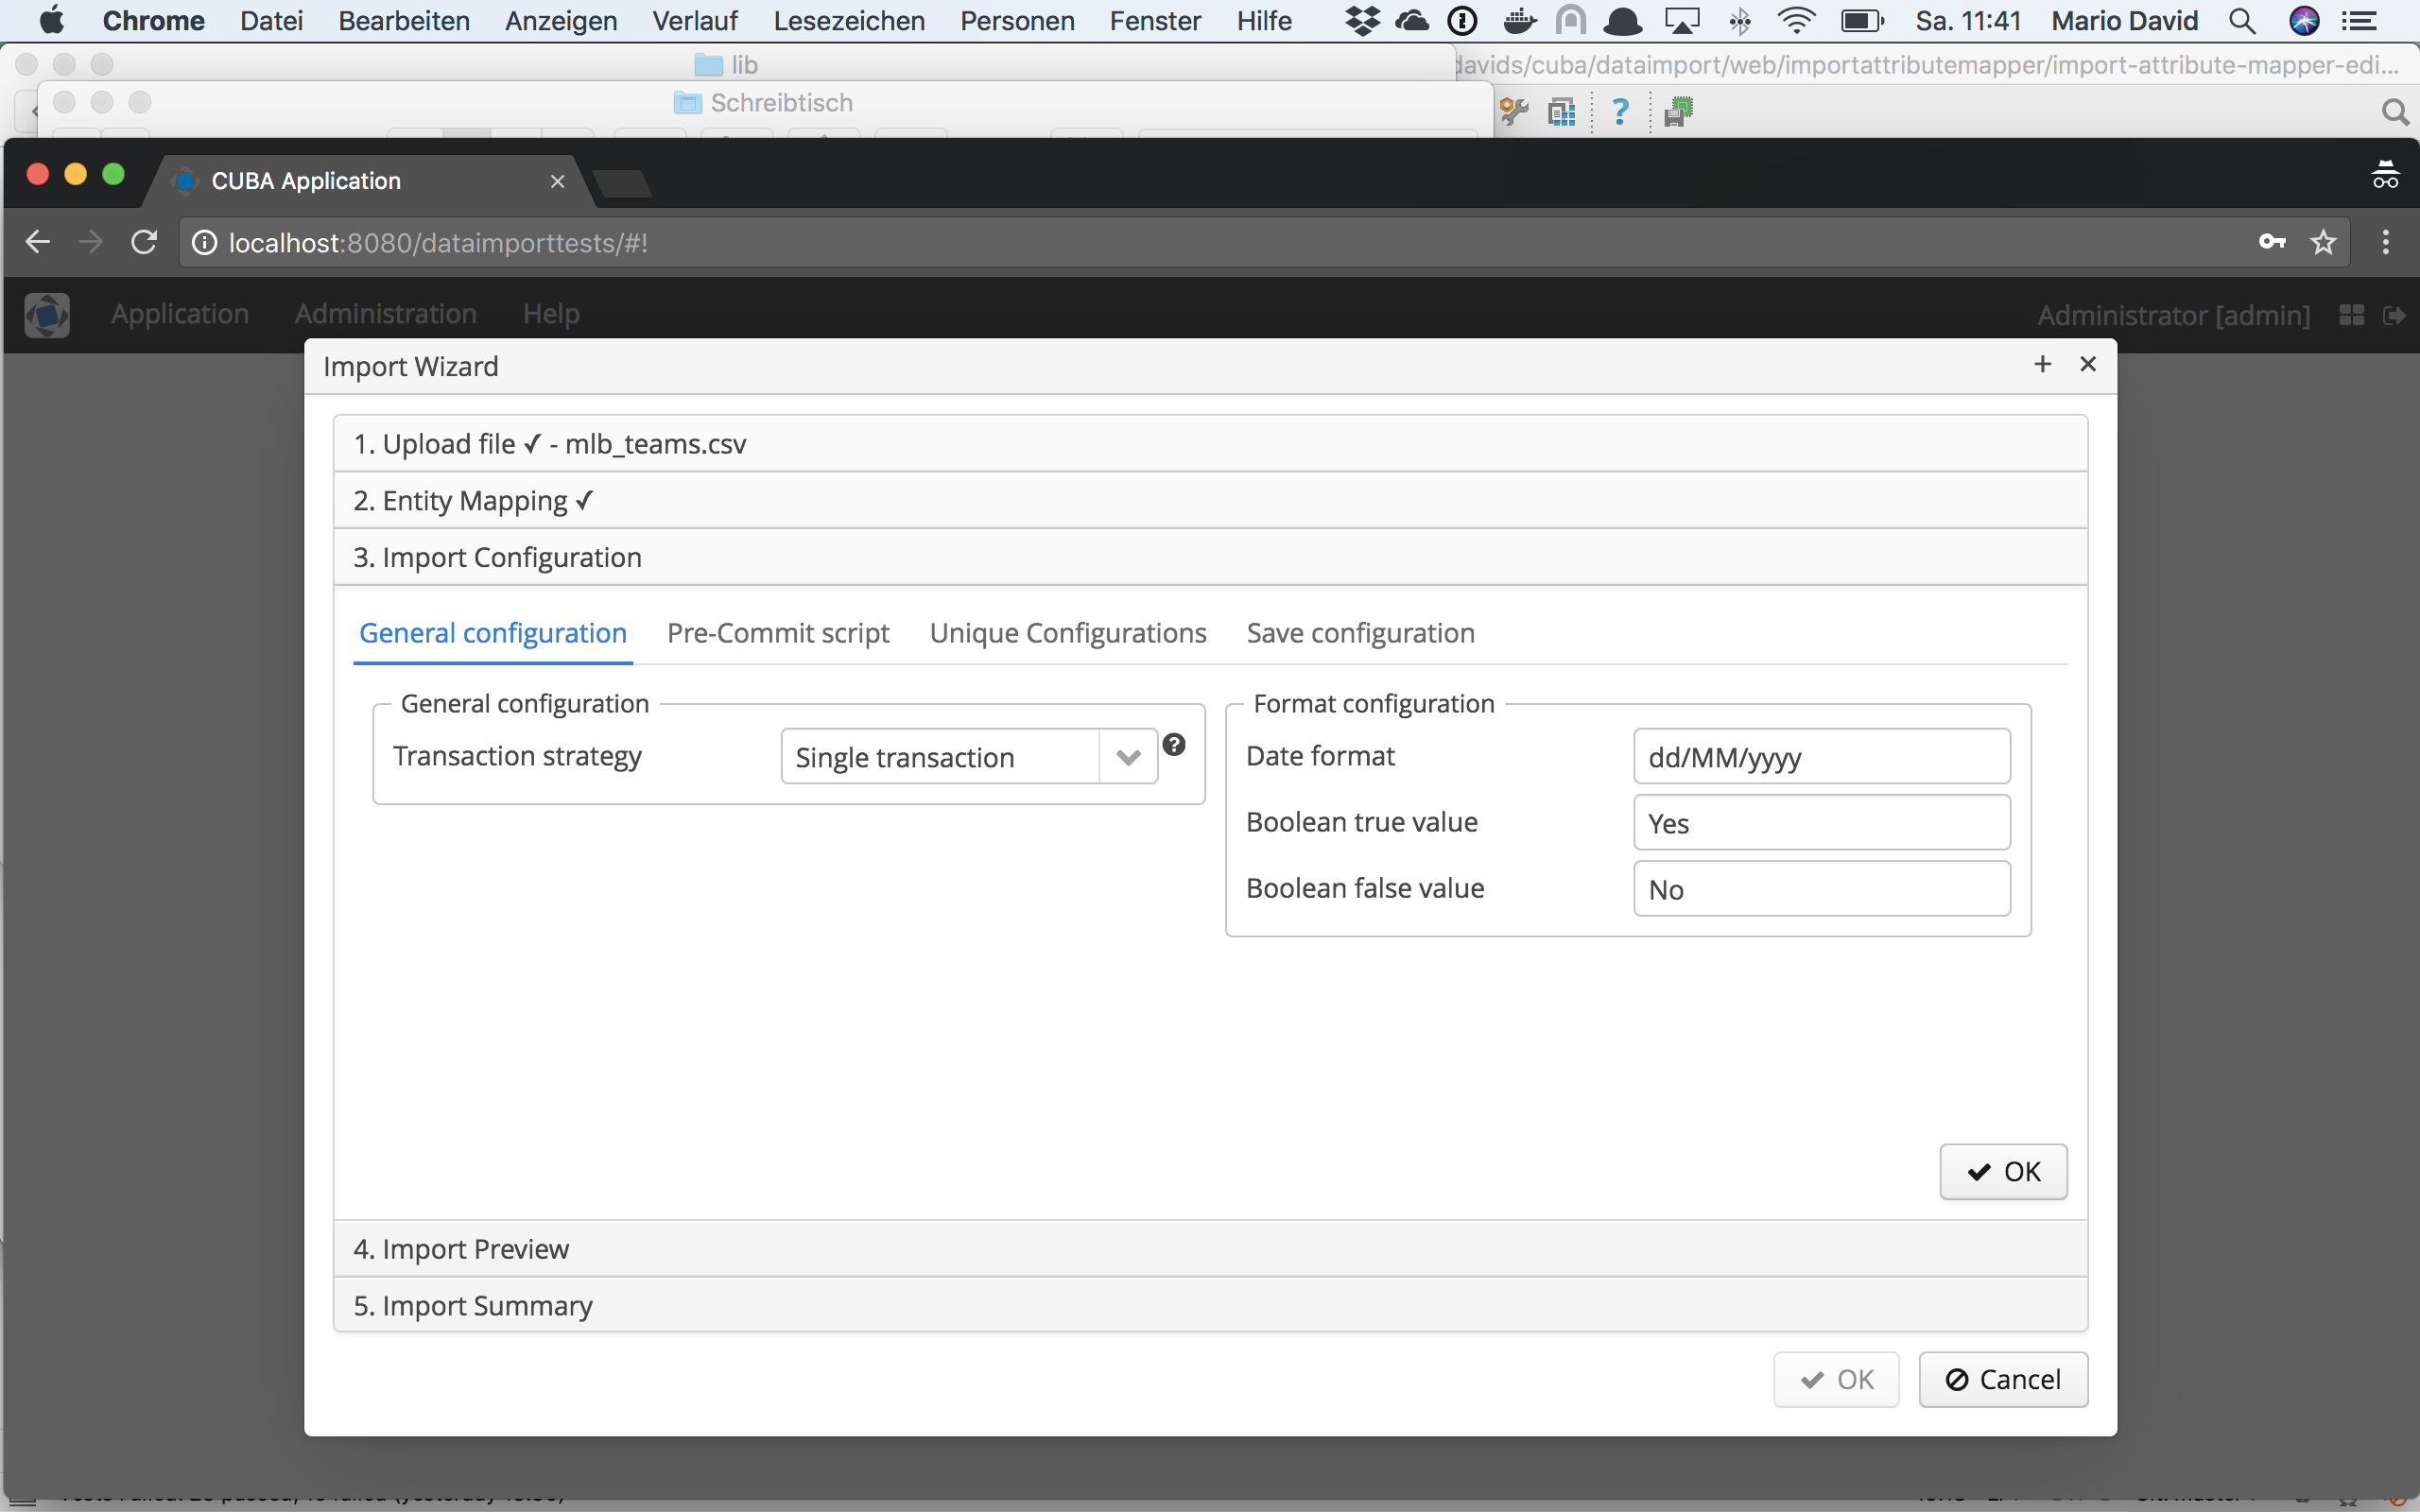 Chrome Datei Bearbeiten Anzeigen Verlauf Lesezeichen Personen Fenster Hilfe Sa. 11:41 Mario David
lib
davids/cuba/dataimport/web/importattributemapper/import-attribute-mapper-edi...
Schreibtisch
CUBA Application
localhost:8080/dataimporttests/#!
Application Administration Help Administrator [admin]
Import Wizard
1. Upload file ✓ - mlb_teams.csv
2. Entity Mapping ✓
3. Import Configuration
General configuration Pre-Commit script Unique Configurations Save configuration
General configuration
Transaction strategy Single transaction
Format configuration
Date format dd/MM/yyyy
Boolean true value Yes
Boolean false value No
OK
4. Import Preview
5. Import Summary
OK Cancel